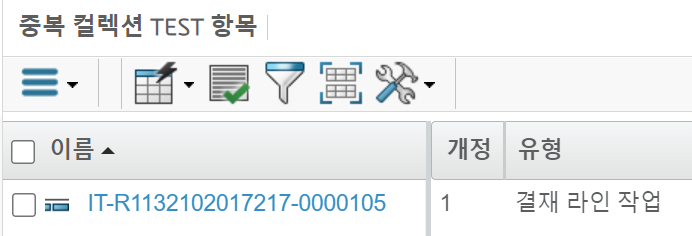 중복 컬렉션 TEST 항목
이름 개정 유형
IT-R1132102017217-0000105 1 결재 라인 작업